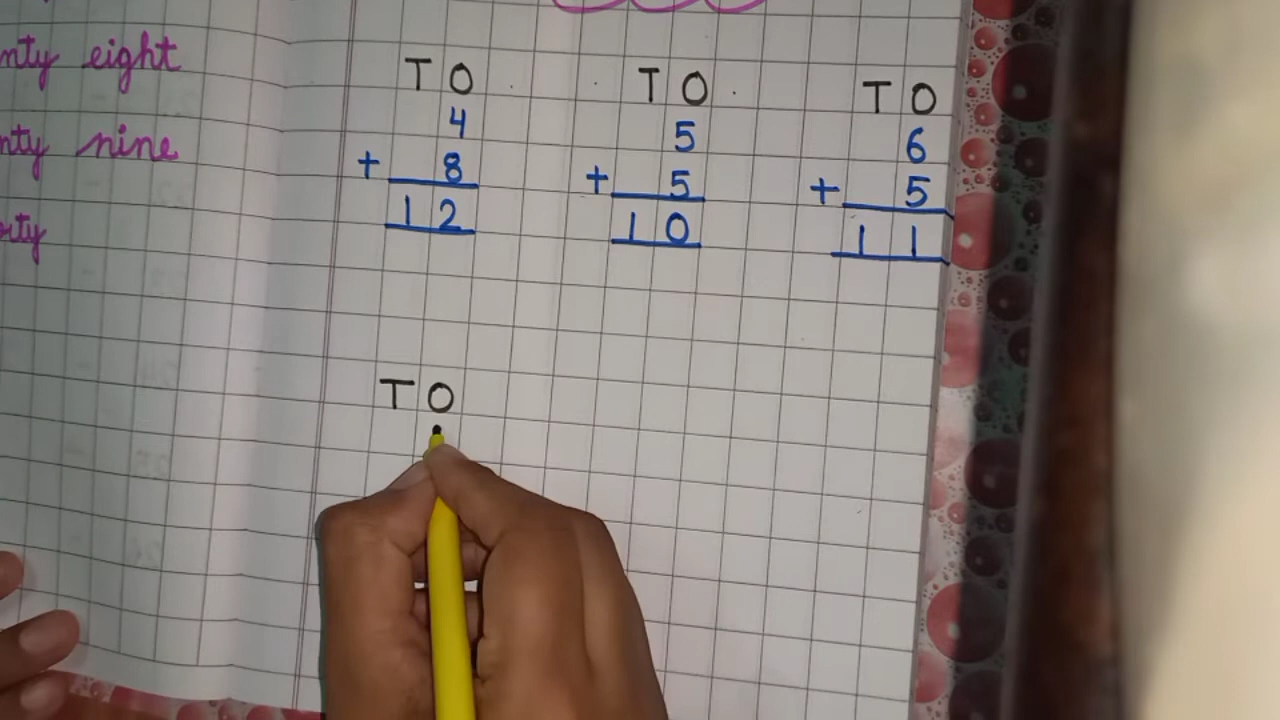 nty eight
nty nine
rty
T O
4
+ 8
1 2
T O
5
+ 5
1 0
T O
6
+ 5
1 1
T O